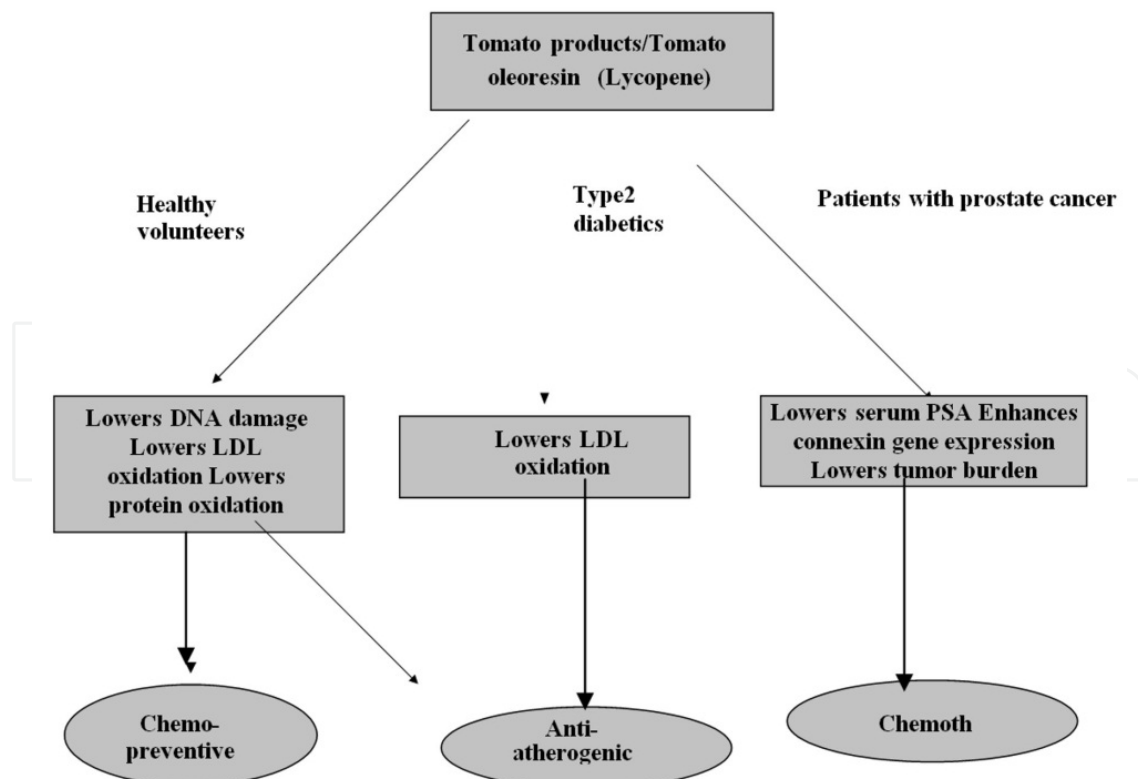 Tomato products/Tomato
oleoresin (Lycopene)
Healthy
volunteers
Type2
diabetics
Patients with prostate cancer
Lowers DNA damage
Lowers LDL
oxidation Lowers
protein oxidation
Lowers LDL
oxidation
Lowers serum PSA Enhances
connexin gene expression
Lowers tumor burden
Chemo-
preventive
Anti-
atherogenic
Chemoth